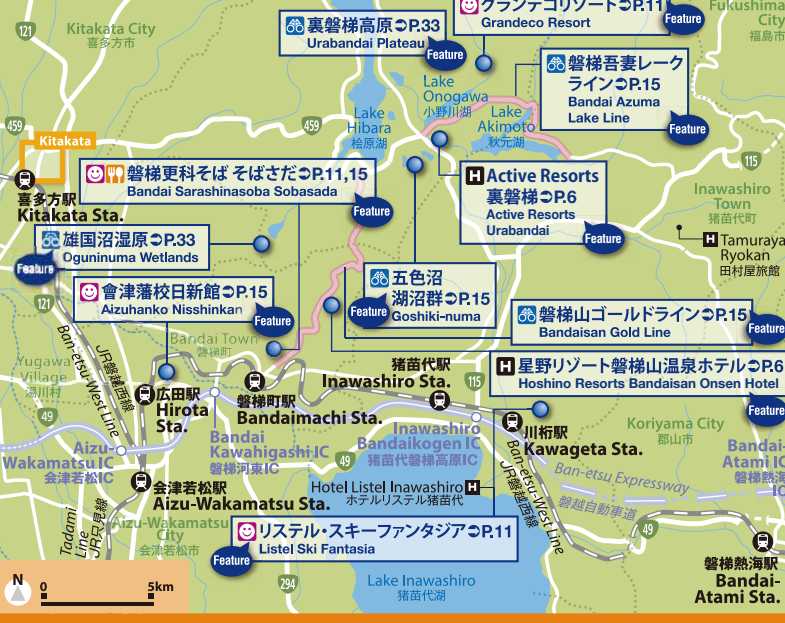 グランデコリゾート➲P.11
Grandeco Resort
Feature
Fukushima
City
福島市
121
Kitakata City
喜多方市
裏磐梯高原➲P.33
Urabandai Plateau
Feature
磐梯吾妻レーク
ライン➲P.15
Bandai Azuma
Lake Line
Feature
Lake
Onogawa
小野川湖
Lake
Hibara
桧原湖
Lake
Akimoto
秋元湖
459
459
115
Kitakata
喜多方駅
Kitakata Sta.
磐梯更科そば そばさだ➲P.11,15
Bandai Sarashinasoba Sobasada
Feature
H Active Resorts
裏磐梯➲P.6
Active Resorts
Urabandai
Feature
Inawashiro
Town
猪苗代町
H Tamuraya
Ryokan
田村屋旅館
雄国沼湿原➲P.33
Oguninuma Wetlands
Feature
五色沼
湖沼群➲P.15
Goshiki-numa
Feature
會津藩校日新館➲P.15
Aizuhanko Nisshinkan
Feature
121
磐梯山ゴールドライン➲P.15
Bandaisan Gold Line
Feature
Bandai Town
磐梯町
H 星野リゾート磐梯山温泉ホテル➲P.6
Hoshino Resorts Bandaisan Onsen Hotel
Feature
Yugawa
Village
湯川村
Ban-etsu-West Line
JR磐越西線
広田駅
Hirota
Sta.
磐梯町駅
Bandaimachi Sta.
猪苗代駅
Inawashiro Sta.
115
49
Bandai
Kawahigashi IC
磐梯河東IC
Inawashiro
Bandaikogen IC
猪苗代磐梯高原IC
川桁駅
Kawageta Sta.
Koriyama City
郡山市
Aizu-
Wakamatsu IC
会津若松IC
49
Bandai-
Atami IC
磐梯熱海
IC
会津若松駅
Aizu-Wakamatsu Sta.
Hotel Listel Inawashiro H
ホテルリステル猪苗代
Ban-etsu-West Line
JR磐越西線
Ban-etsu Expressway
磐越自動車道
49
Tadami
Line
JR只見線
Aizu-Wakamatsu
City
会津若松市
リステル・スキーファンタジア➲P.11
Listel Ski Fantasia
Feature
磐梯熱海駅
Bandai-
Atami Sta.
294
Lake Inawashiro
猪苗代湖
N
0 5km